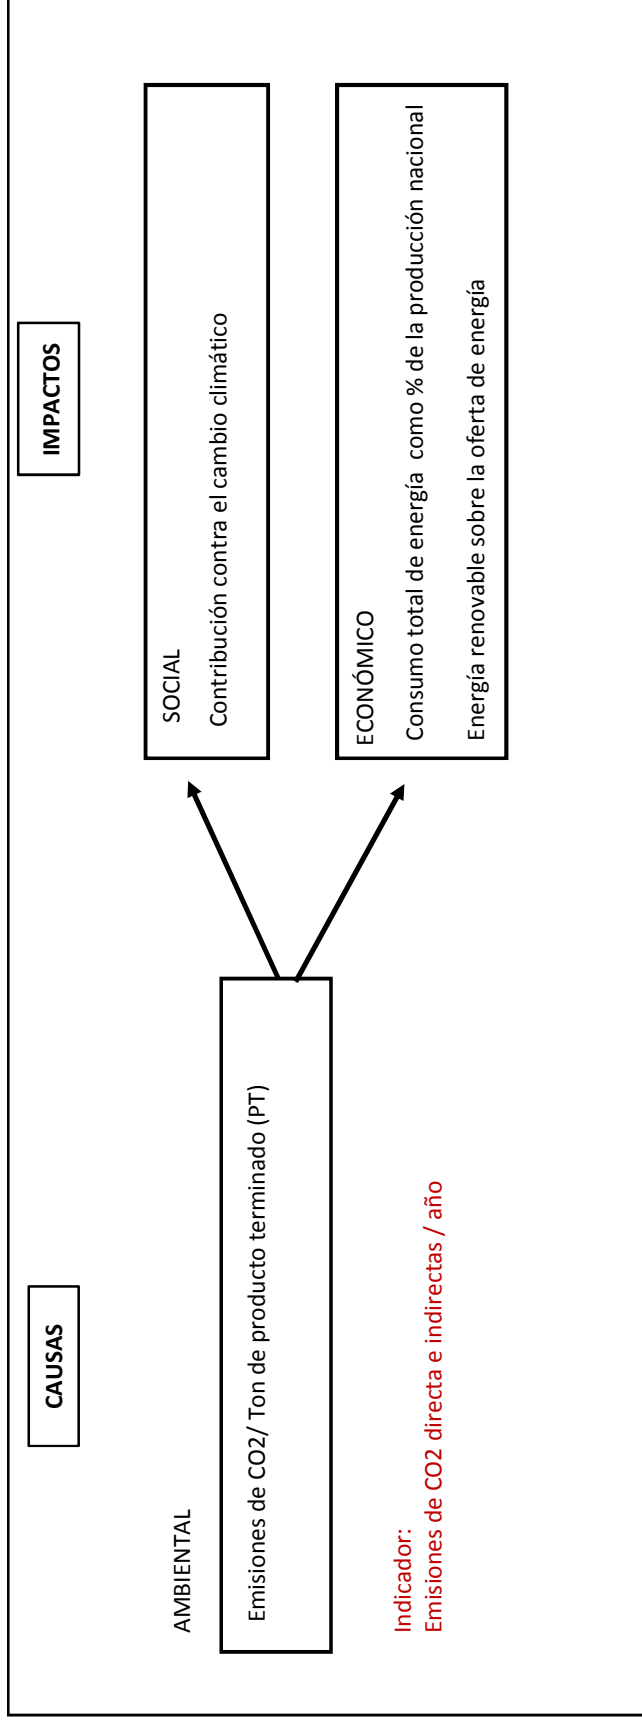 CAUSAS
IMPACTOS
AMBIENTAL
Emisiones de CO2/ Ton de producto terminado (PT)
Indicador:
Emisiones de CO2 directa e indirectas / año
SOCIAL
Contribución contra el cambio climático
ECONÓMICO
Consumo total de energía como % de la producción nacional
Energía renovable sobre la oferta de energía